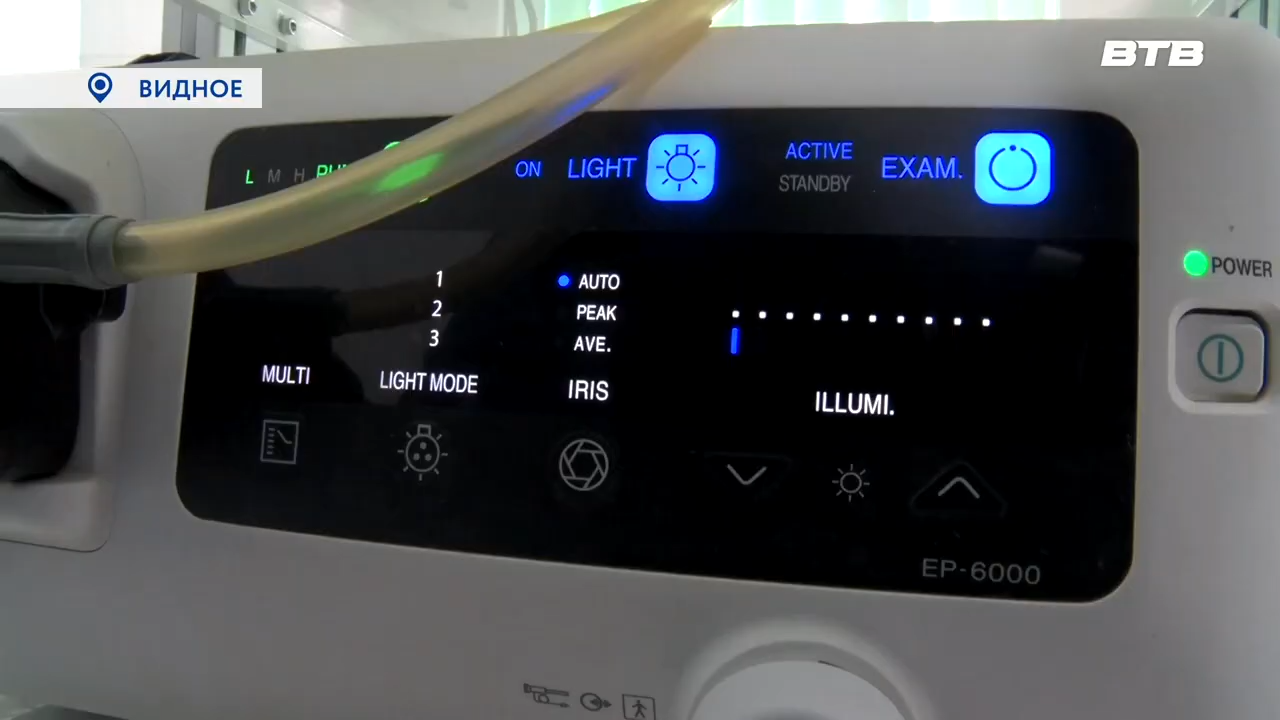 ВТВ
ВИДНОЕ
L M H
ON LIGHT
ACTIVE
STANDBY
EXAM.
POWER
1
2
3
AUTO
PEAK
AVE.
MULTI
LIGHT MODE
IRIS
ILLUMI.
EP-6000